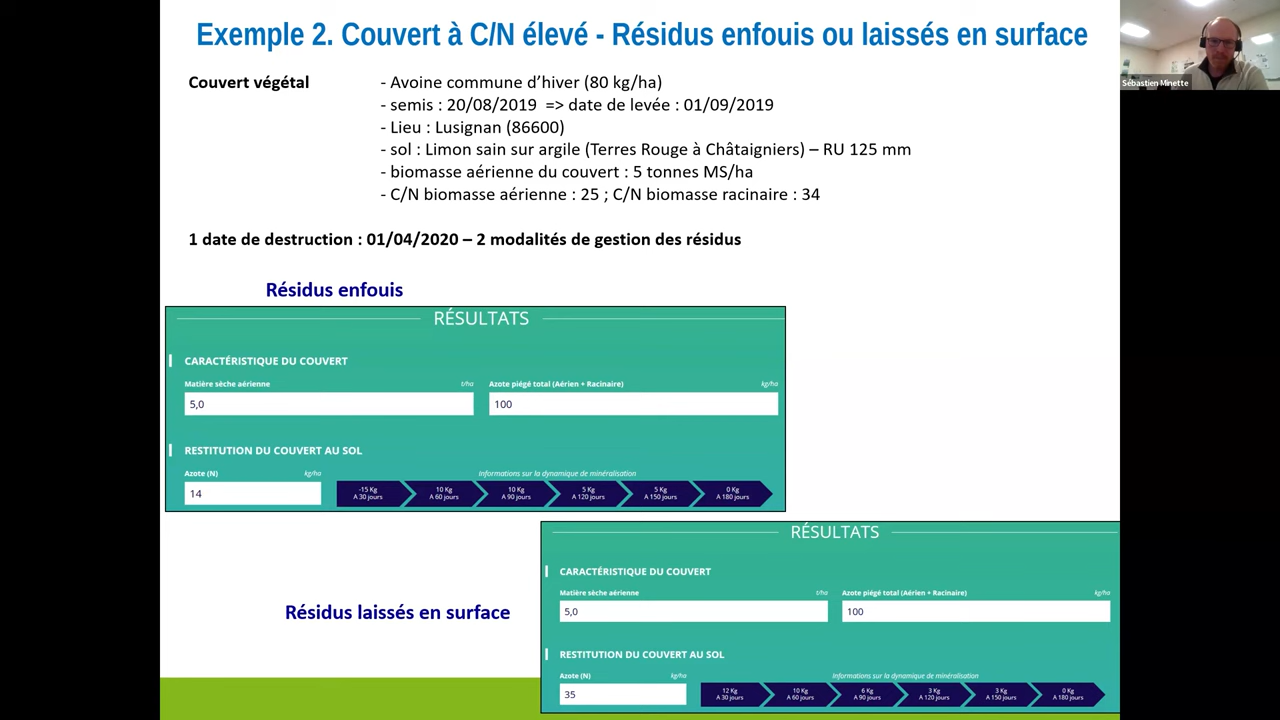 Exemple 2. Couvert à C/N élevé - Résidus enfouis ou laissés en surface
Sébastien Minette
Couvert végétal
- Avoine commune d’hiver (80 kg/ha)
- semis : 20/08/2019 => date de levée : 01/09/2019
- Lieu : Lusignan (86600)
- sol : Limon sain sur argile (Terres Rouge à Châtaigniers) – RU 125 mm
- biomasse aérienne du couvert : 5 tonnes MS/ha
- C/N biomasse aérienne : 25 ; C/N biomasse racinaire : 34
1 date de destruction : 01/04/2020 – 2 modalités de gestion des résidus
Résidus enfouis
RÉSULTATS
CARACTÉRISTIQUE DU COUVERT
Matière sèche aérienne t/ha Azote piégé total (Aérien + Racinaire) kg/ha
5,0 100
RESTITUTION DU COUVERT AU SOL
Azote (N) kg/ha Informations sur la dynamique de minéralisation
14
-15 Kg 10 Kg 10 Kg 5 Kg 5 Kg 0 Kg
A 30 jours A 60 jours A 90 jours A 120 jours A 150 jours A 180 jours
Résidus laissés en surface
RÉSULTATS
CARACTÉRISTIQUE DU COUVERT
Matière sèche aérienne t/ha Azote piégé total (Aérien + Racinaire) kg/ha
5,0 100
RESTITUTION DU COUVERT AU SOL
Azote (N) kg/ha Informations sur la dynamique de minéralisation
35
12 Kg 10 Kg 6 Kg 3 Kg 3 Kg 0 Kg
A 30 jours A 60 jours A 90 jours A 120 jours A 150 jours A 180 jours